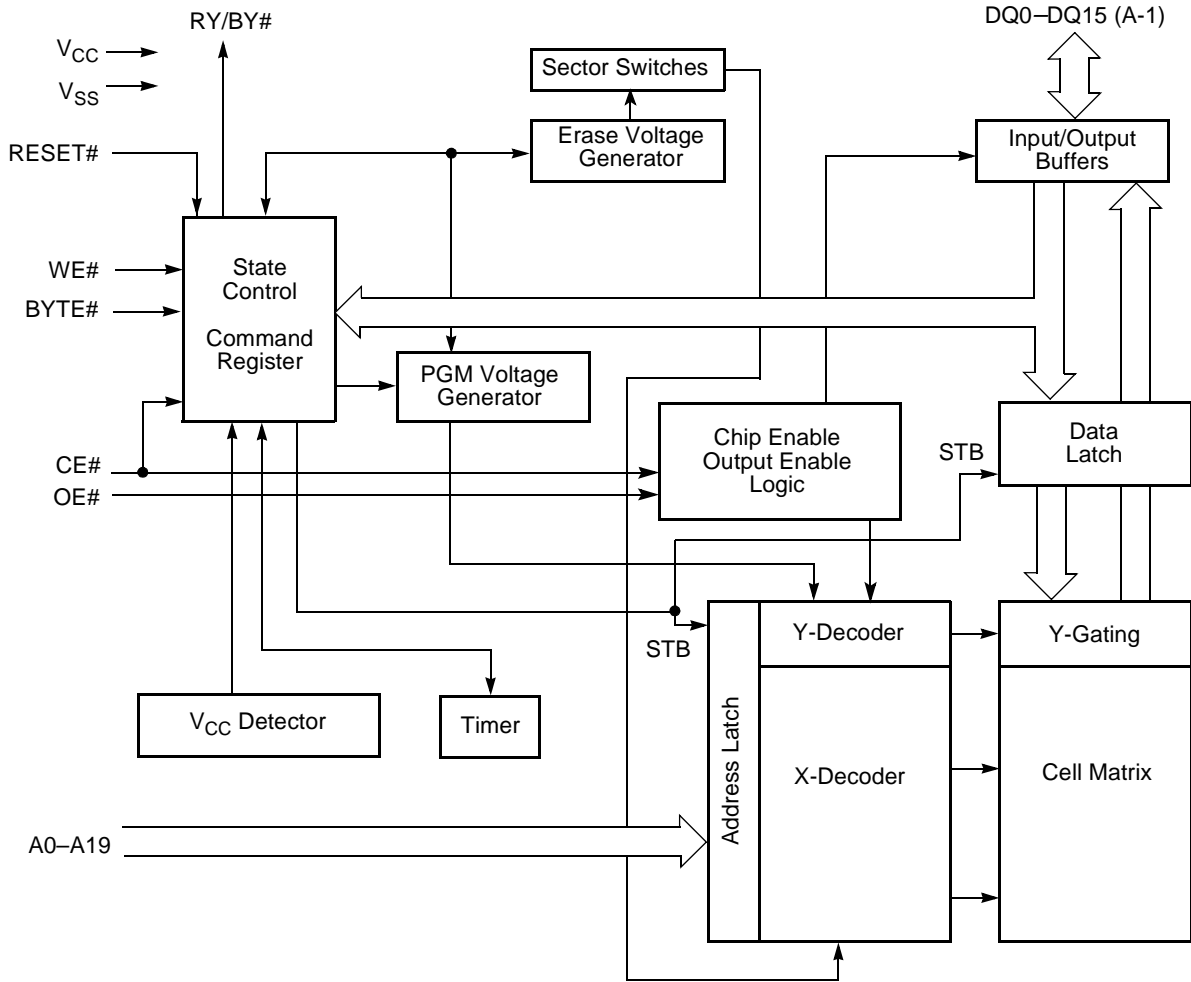 RY/BY#
DQ0–DQ15 (A-1)
VCC
VSS
Sector Switches
Erase Voltage
Generator
Input/Output
Buffers
RESET#
WE#
BYTE#
State
Control
Command
Register
PGM Voltage
Generator
Chip Enable
Output Enable
Logic
STB
Data
Latch
CE#
OE#
STB
Y-Decoder
Y-Gating
VCC Detector
Timer
Address Latch
X-Decoder
Cell Matrix
A0–A19